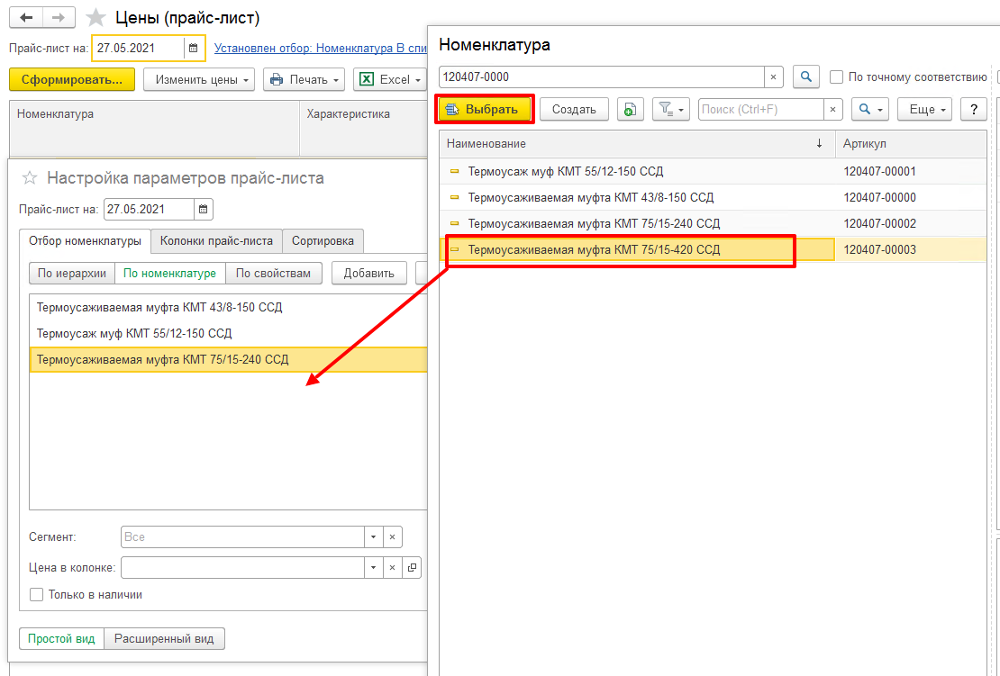 Цены (прайс-лист)
Прайс-лист на: 27.05.2021 Установлен отбор: Номенклатура В спи
Сформировать... Изменить цены Печать Excel
Номенклатура Характеристика
Настройка параметров прайс-листа
Прайс-лист на: 27.05.2021
Отбор номенклатуры Колонки прайс-листа Сортировка
По иерархии По номенклатуре По свойствам Добавить
Термоусаживаемая муфта КМТ 43/8-150 ССД
Термоусаж муф КМТ 55/12-150 ССД
Термоусаживаемая муфта КМТ 75/15-240 ССД
Сегмент: Все
Цена в колонке:
Только в наличии
Простой вид Расширенный вид
Номенклатура
120407-0000 × По точному соответствию
Выбрать Создать Поиск (Ctrl+F) × Еще ?
Наименование ↓ Артикул
Термоусаж муф КМТ 55/12-150 ССД 120407-00001
Термоусаживаемая муфта КМТ 43/8-150 ССД 120407-00000
Термоусаживаемая муфта КМТ 75/15-240 ССД 120407-00002
Термоусаживаемая муфта КМТ 75/15-420 ССД 120407-00003